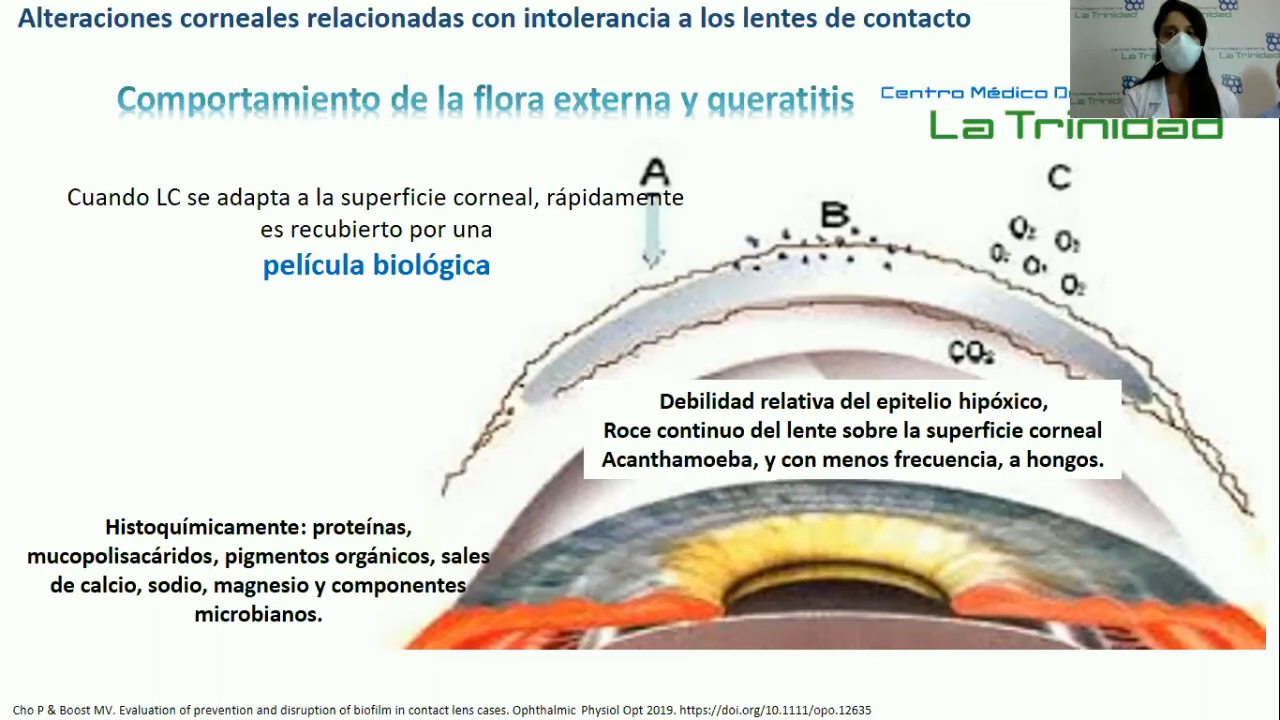 Alteraciones corneales relacionadas con intolerancia a los lentes de contacto
Comportamiento de la flora externa y queratitis
Centro Médico D
La Trinidad
Cuando LC se adapta a la superficie corneal, rápidamente
es recubierto por una
película biológica
A
B
C
O₂ O₂
O₂
O₂
CO₂
Debilidad relativa del epitelio hipóxico,
Roce continuo del lente sobre la superficie corneal
Acanthamoeba, y con menos frecuencia, a hongos.
Histoquímicamente: proteínas,
mucopolisacáridos, pigmentos orgánicos, sales
de calcio, sodio, magnesio y componentes
microbianos.
Cho P & Boost MV. Evaluation of prevention and disruption of biofilm in contact lens cases. Ophthalmic Physiol Opt 2019. https://doi.org/10.1111/opo.12635
La Trinidad
La Trinidad